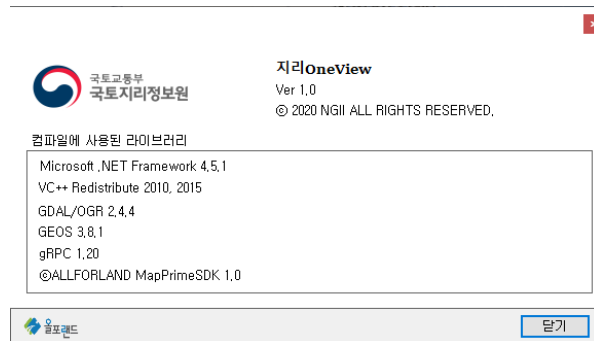 국토교통부
국토지리정보원
지리OneView
Ver 1,0
© 2020 NGII ALL RIGHTS RESERVED,
컴파일에 사용된 라이브러리
Microsoft ,NET Framework 4,5,1
VC++ Redistribute 2010, 2015
GDAL/OGR 2,4,4
GEOS 3,8,1
gRPC 1,20
©ALLFORLAND MapPrimeSDK 1,0
올포랜드
닫기